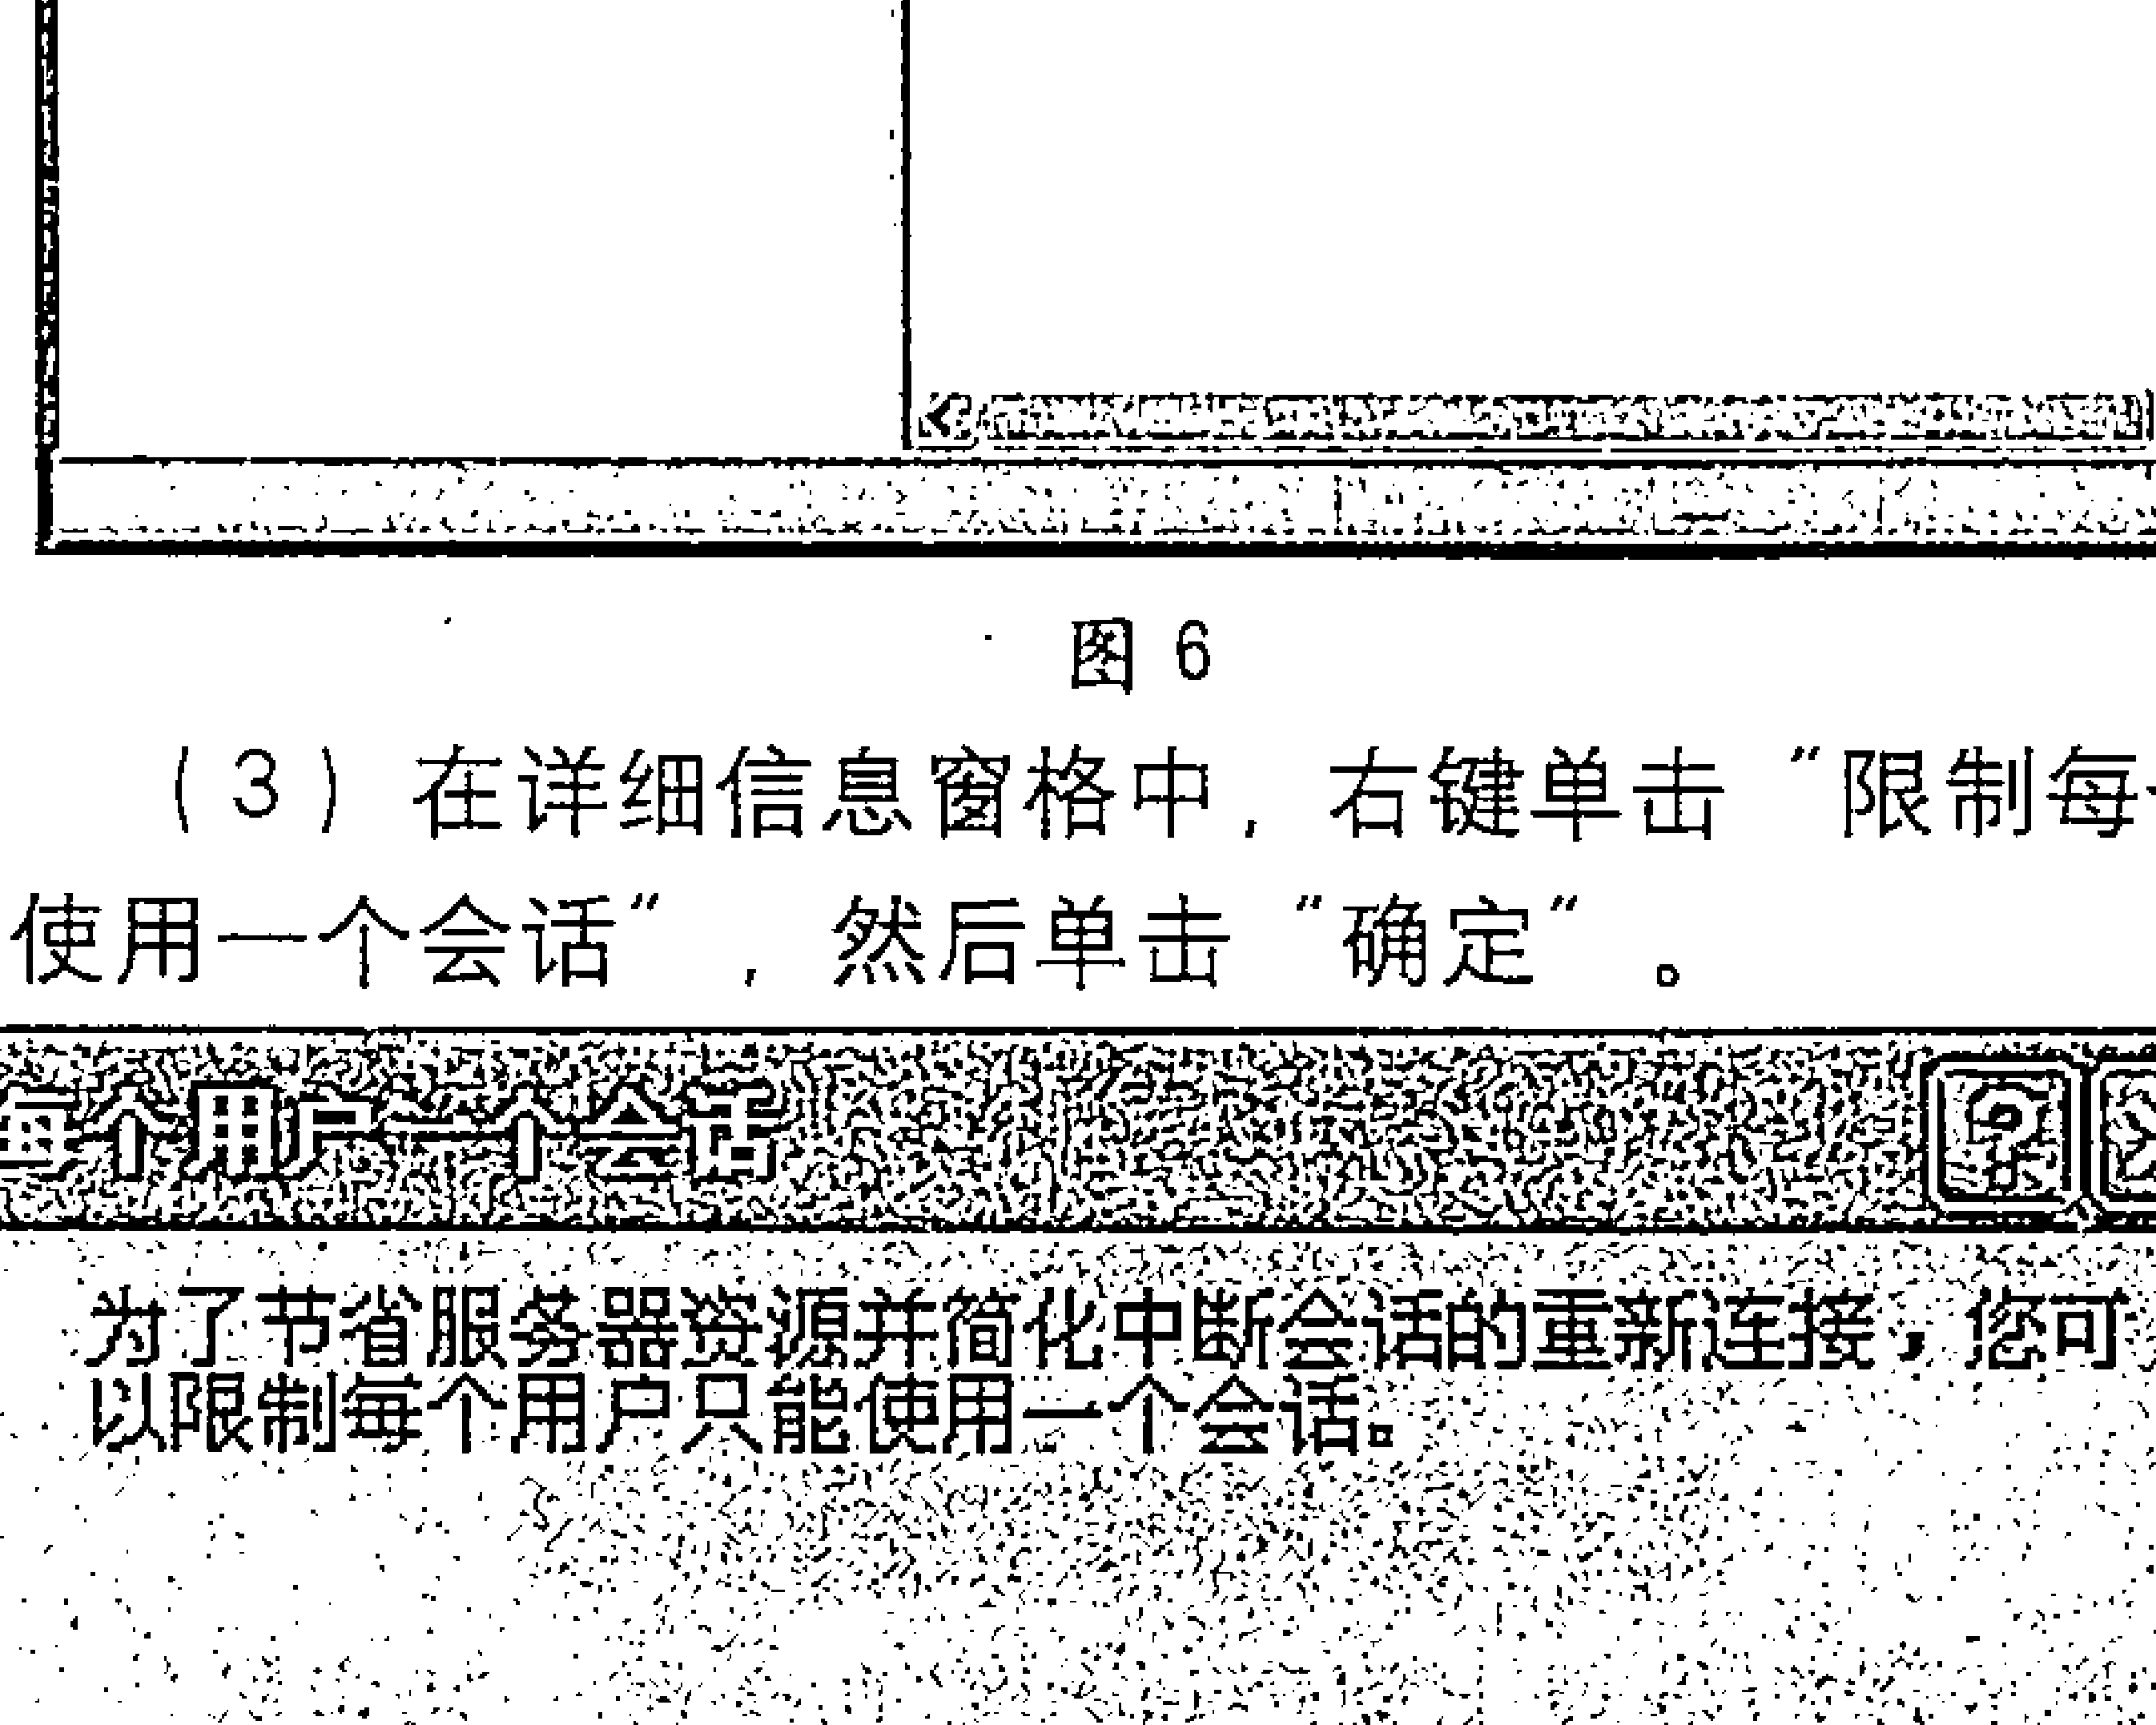 图 6
(3) 在详细信息窗格中, 右键单击 "限制每
使用一个会话", 然后单击 "确定"。
每个用户一个会话
为了节省服务器资源并简化中断会话的重新连接，您可
以限制每个用户只能使用一个会话。